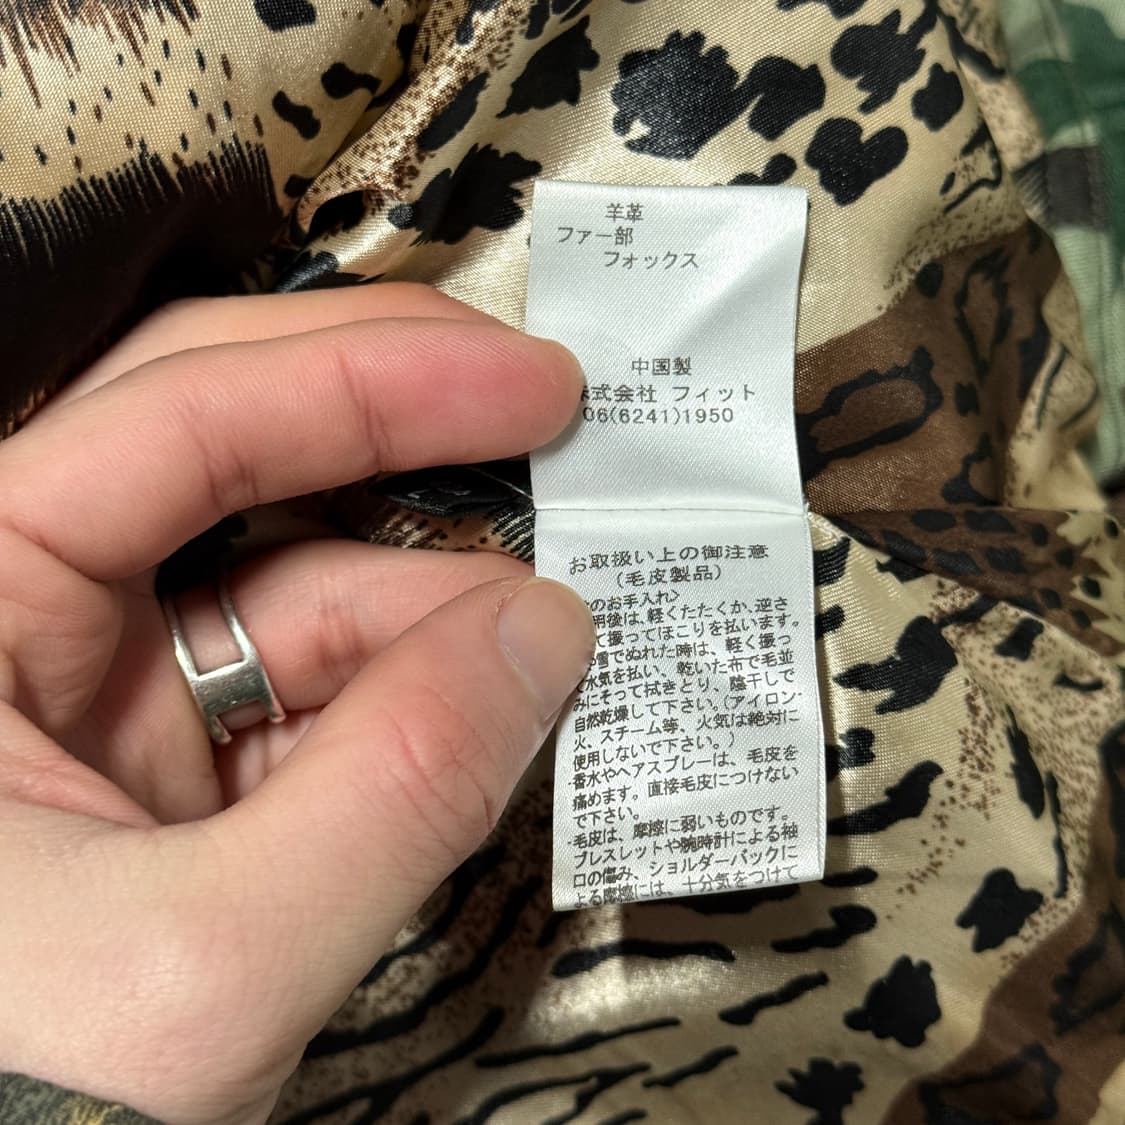 羊革
ファー部
フォックス
中国製
式会社 フィット
06(6241)1950
お取扱い上の御注意
(毛皮製品)
のお手入れ>
用後は、軽くたたくか、逆さ
て振ってほこりを払います。
雪でぬれた時は、軽く振っ
て水気を払い、乾いた布で毛並
みにそって拭きとり、陰干しで
自然乾燥して下さい。(アイロン・
火、スチーム等、火気は絶対に
使用しないで下さい。)
・香水やヘアスプレーは、毛皮を
痛めます。直接毛皮につけない
で下さい。
・毛皮は、摩擦に弱いものです。
ブレスレットや腕時計による袖
口の傷み、ショルダーバックに
よる摩擦には、十分気をつけて